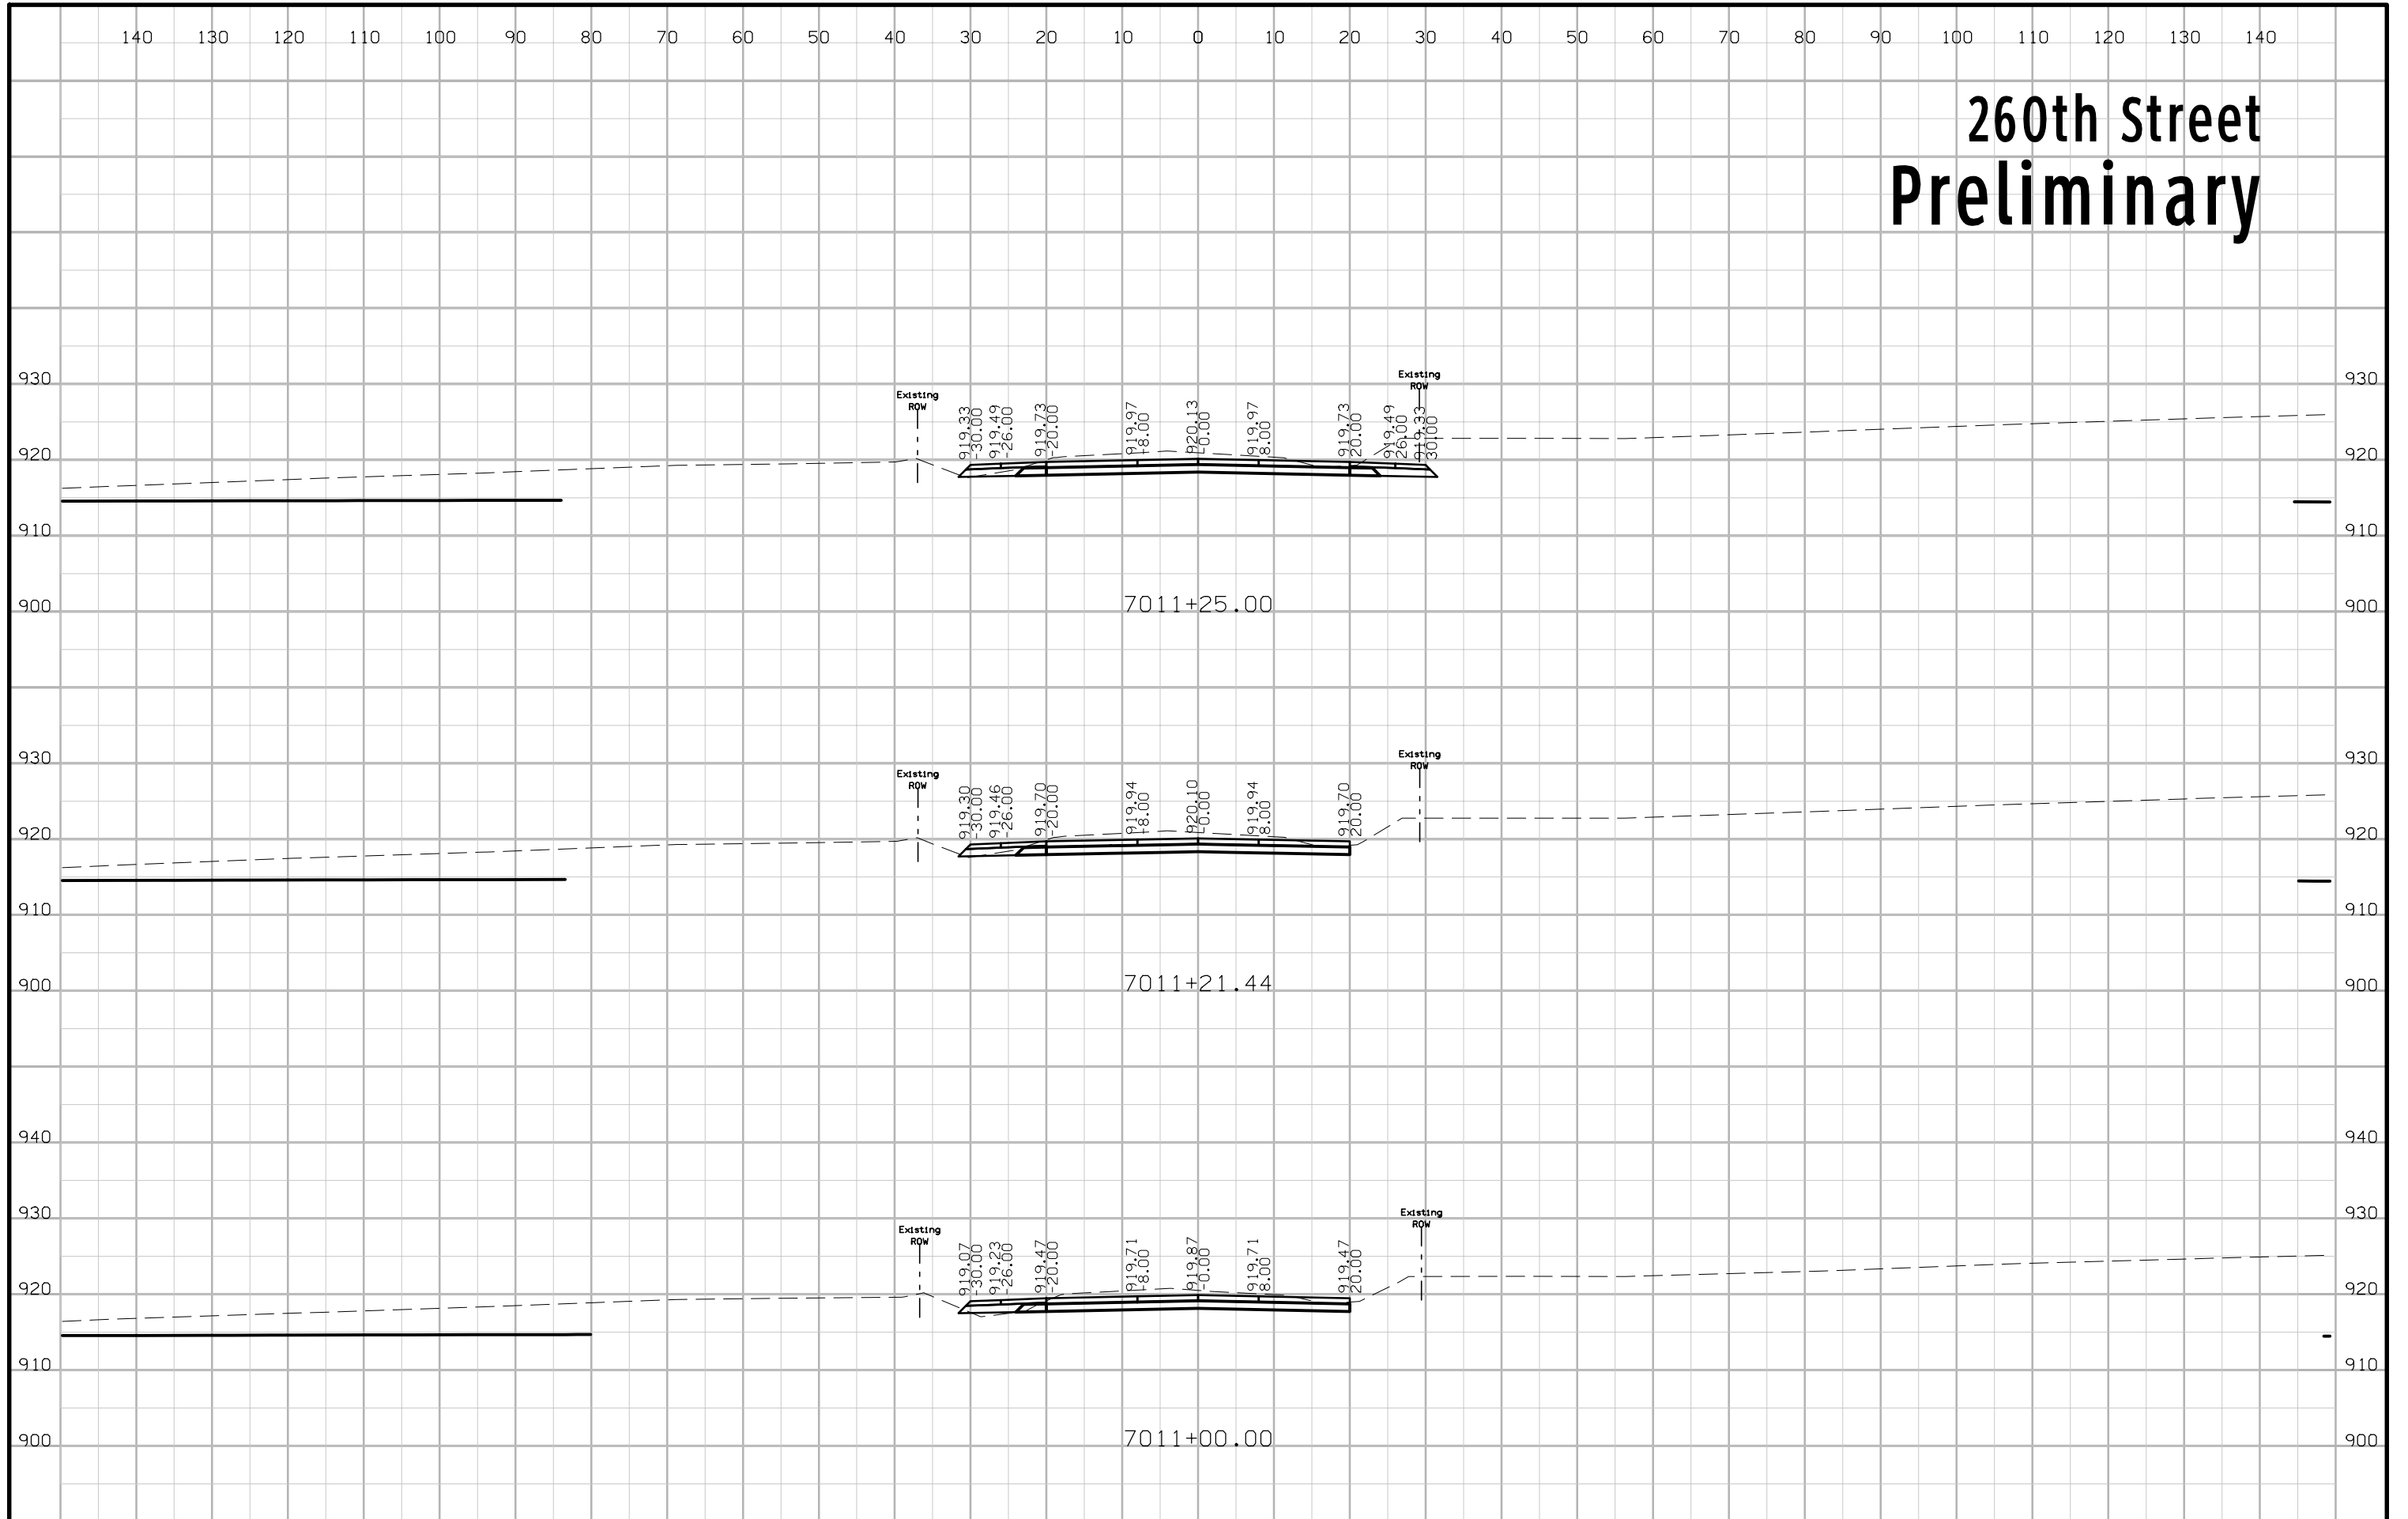 140 130 120 110 100 90 80 70 60 50 40 30 20 10 0 10 20 30 40 50 60 70 80 90 100 110 120 130 140
260th Street
Preliminary
930 930
Existing
ROW
Existing
ROW
919.33 919.49 919.73 919.97 920.13 919.97 919.73 919.49 919.33
-30.00 -26.00 -20.00 -8.00 -0.00 8.00 20.00 26.00 30.00
920 920
910 910
900 7011+25.00 900
930 930
Existing
ROW
Existing
ROW
919.30 919.46 919.70 919.94 920.10 919.94 919.70
-30.00 -26.00 -20.00 -8.00 -0.00 8.00 20.00
920 920
910 910
900 7011+21.44 900
940 940
930 930
Existing
ROW
Existing
ROW
919.07 919.23 919.47 919.71 919.87 919.71 919.47
-30.00 -26.00 -20.00 -8.00 -0.00 8.00 20.00
920 920
910 910
900 7011+00.00 900